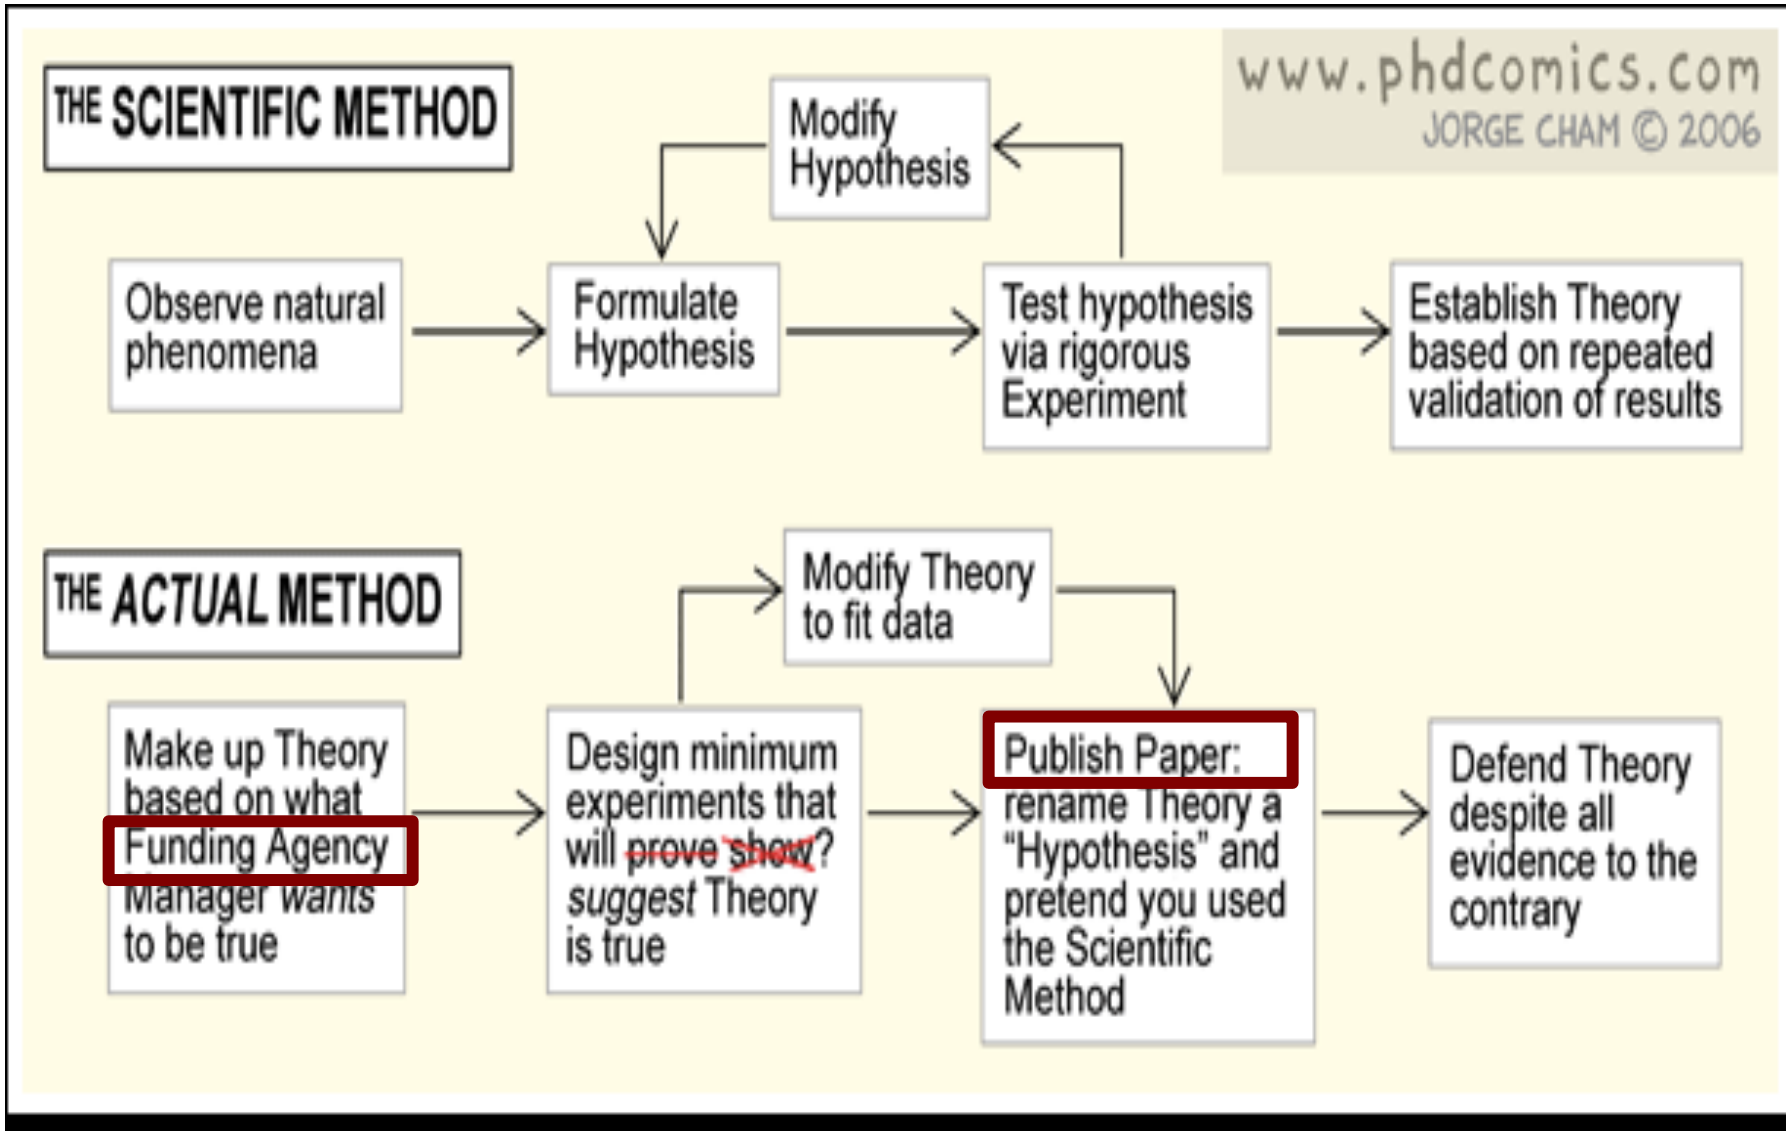 www.phdcomics.com
JORGE CHAM © 2006
THE SCIENTIFIC METHOD
Modify
Hypothesis
Observe natural
phenomena
Formulate
Hypothesis
Test hypothesis
via rigorous
Experiment
Establish Theory
based on repeated
validation of results
THE ACTUAL METHOD
Modify Theory
to fit data
Make up Theory
based on what
Funding Agency
Manager wants
to be true
Design minimum
experiments that
will prove show?
suggest Theory
is true
Publish Paper:
rename Theory a
“Hypothesis” and
pretend you used
the Scientific
Method
Defend Theory
despite all
evidence to the
contrary